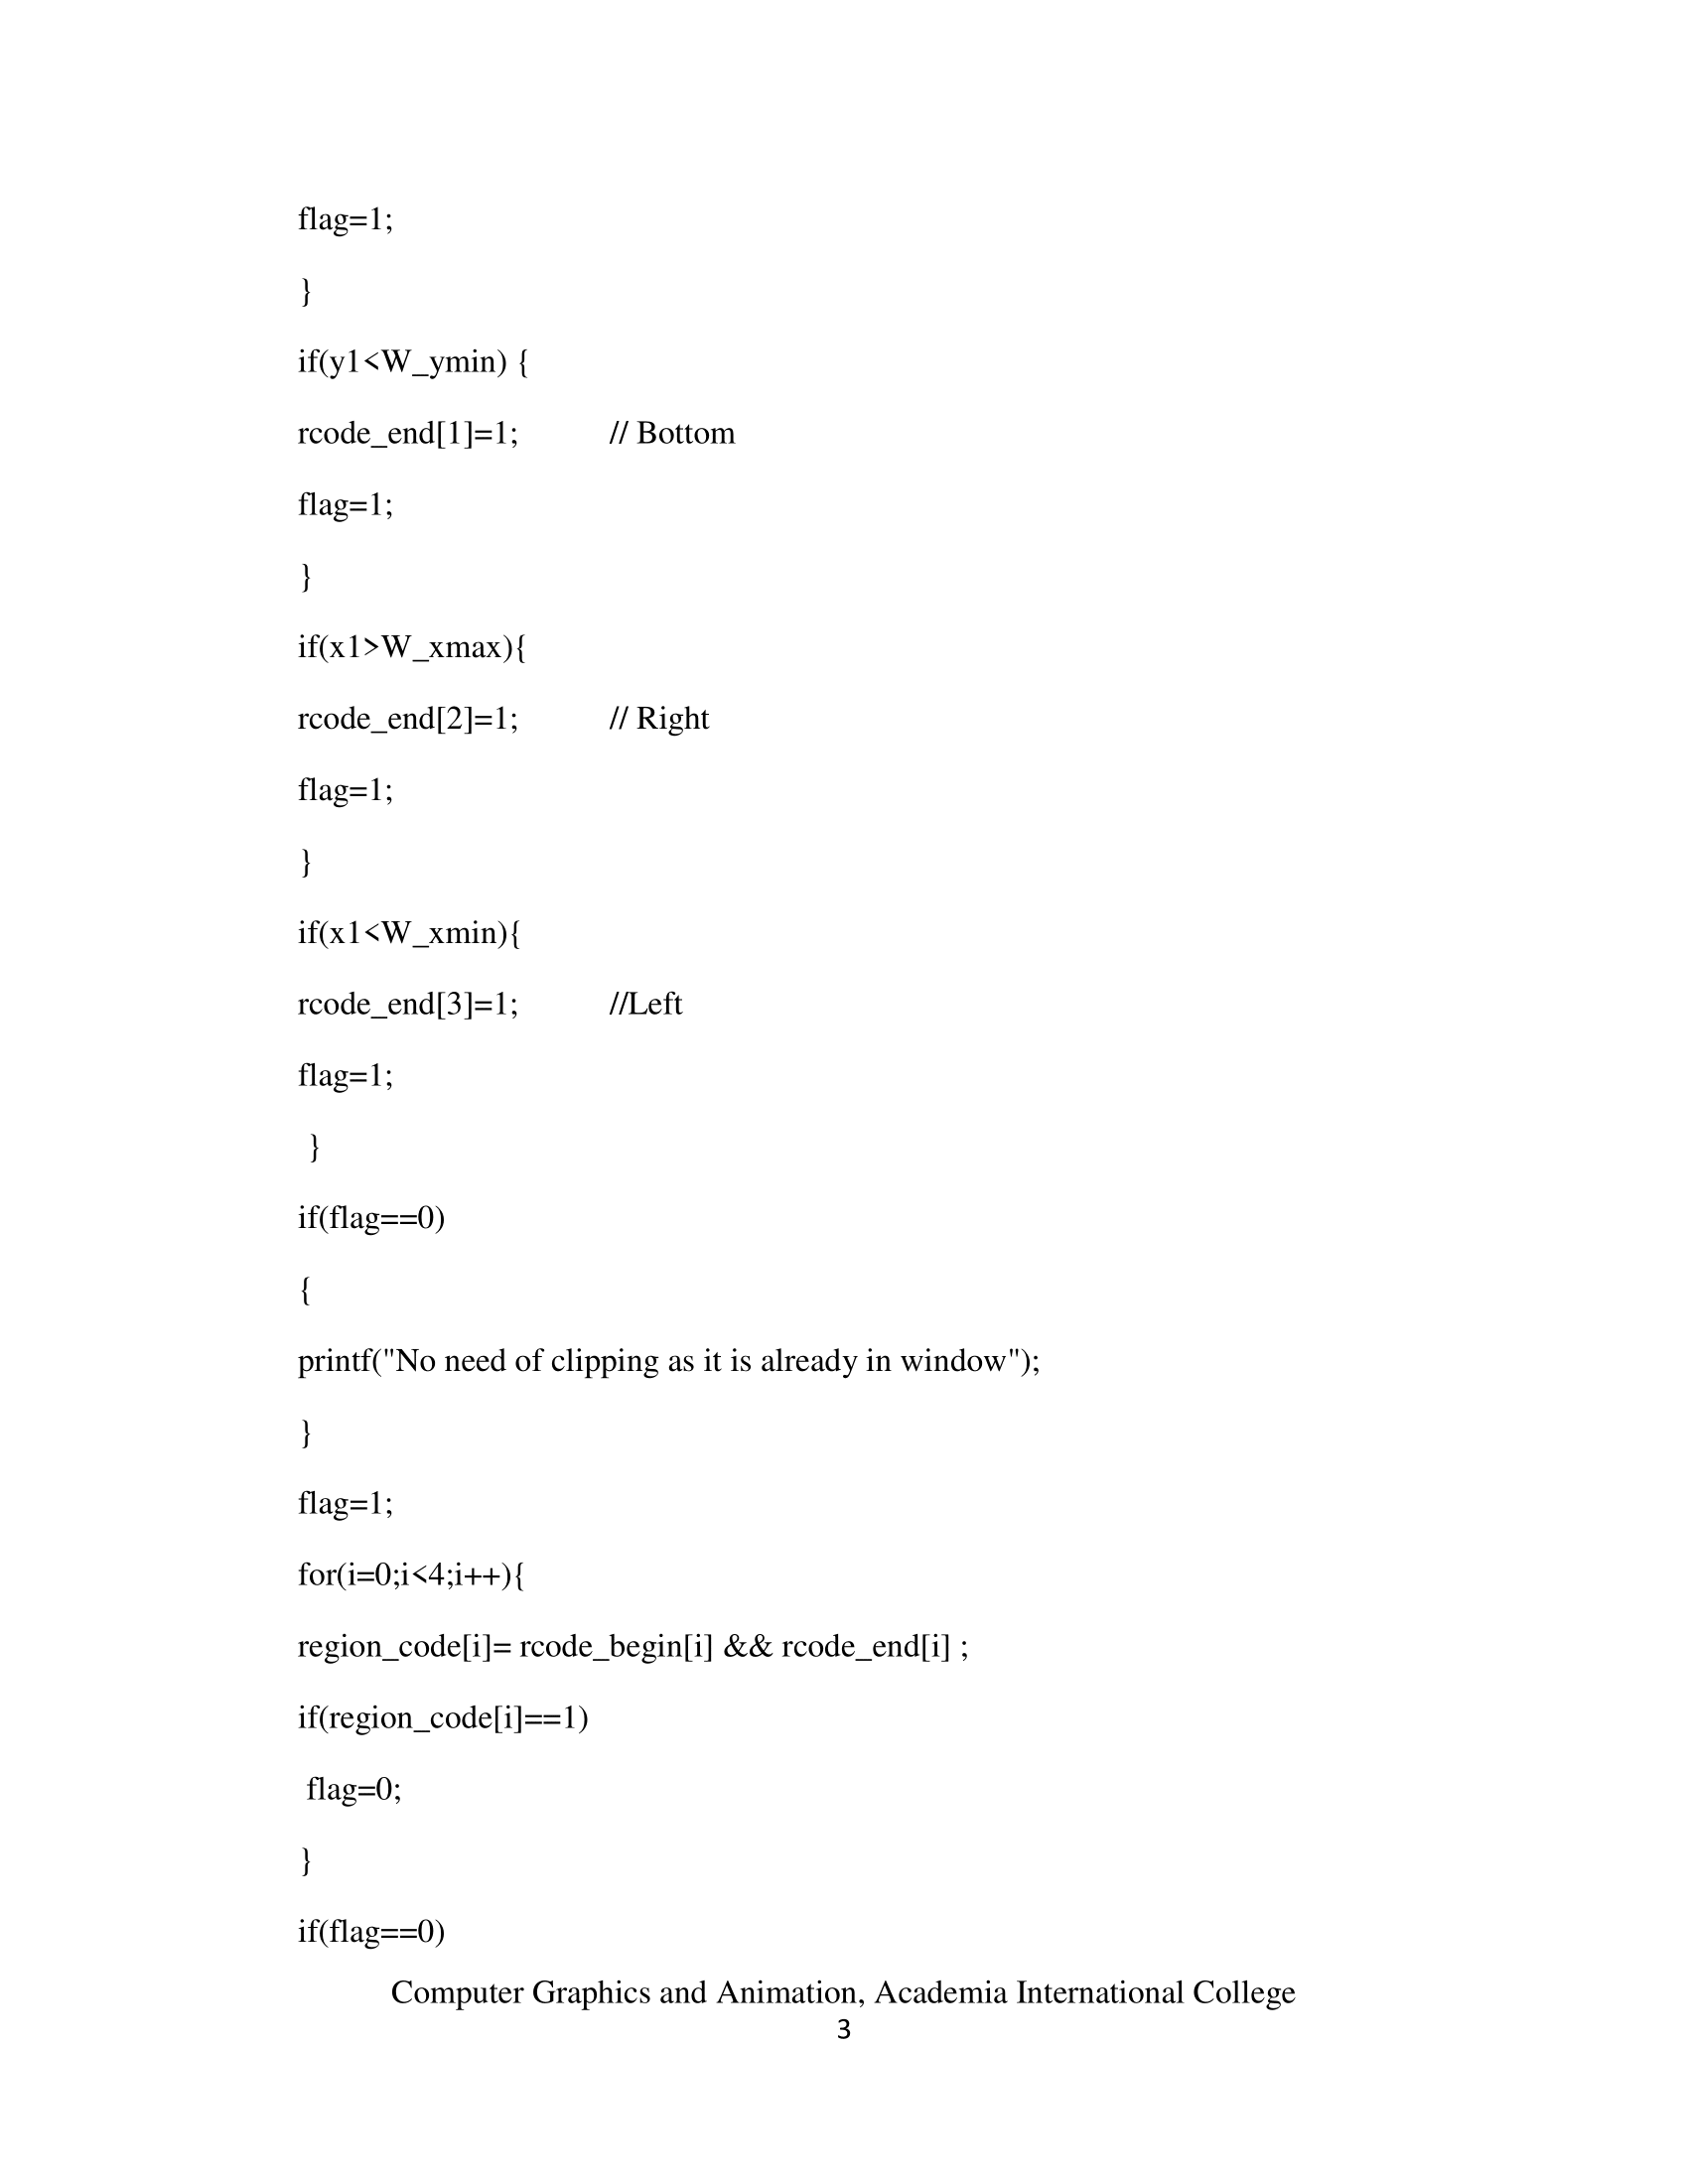 flag=1;
}
if(y1<W_ymin) {
rcode_end[1]=1; // Bottom
flag=1;
}
if(x1>W_xmax){
rcode_end[2]=1; // Right
flag=1;
}
if(x1<W_xmin){
rcode_end[3]=1; //Left
flag=1;
}
if(flag==0)
{
printf("No need of clipping as it is already in window");
}
flag=1;
for(i=0;i<4;i++){
region_code[i]= rcode_begin[i] && rcode_end[i] ;
if(region_code[i]==1)
flag=0;
}
if(flag==0)
Computer Graphics and Animation, Academia International College
3